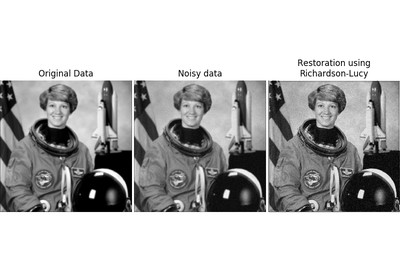 Original Data
Noisy data
Restoration using
Richardson-Lucy